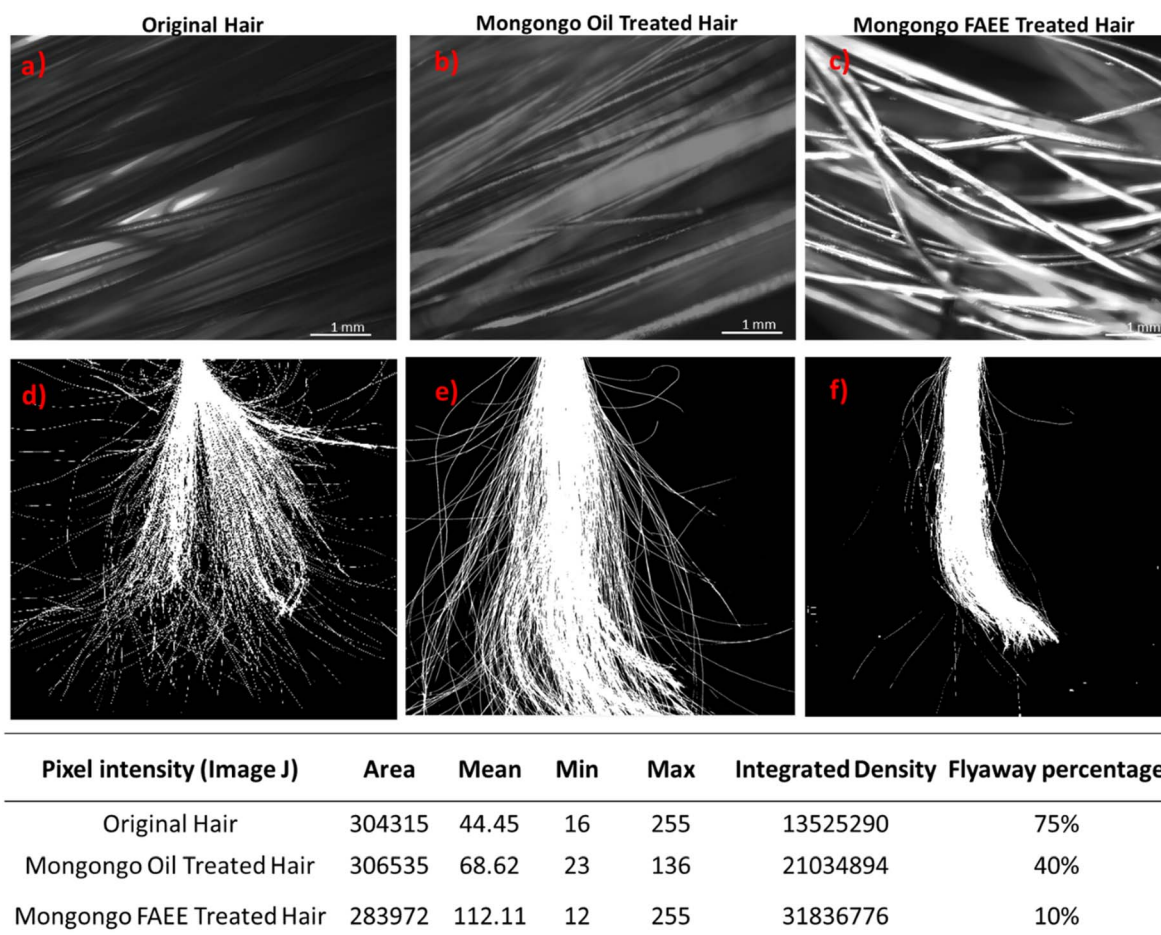 Original Hair Mongongo Oil Treated Hair Mongongo FAEE Treated Hair
a) b) c)
1 mm 1 mm 1 mm
d) e) f)
Pixel intensity (Image J) Area Mean Min Max Integrated Density Flyaway percentage
Original Hair 304315 44.45 16 255 13525290 75%
Mongongo Oil Treated Hair 306535 68.62 23 136 21034894 40%
Mongongo FAEE Treated Hair 283972 112.11 12 255 31836776 10%